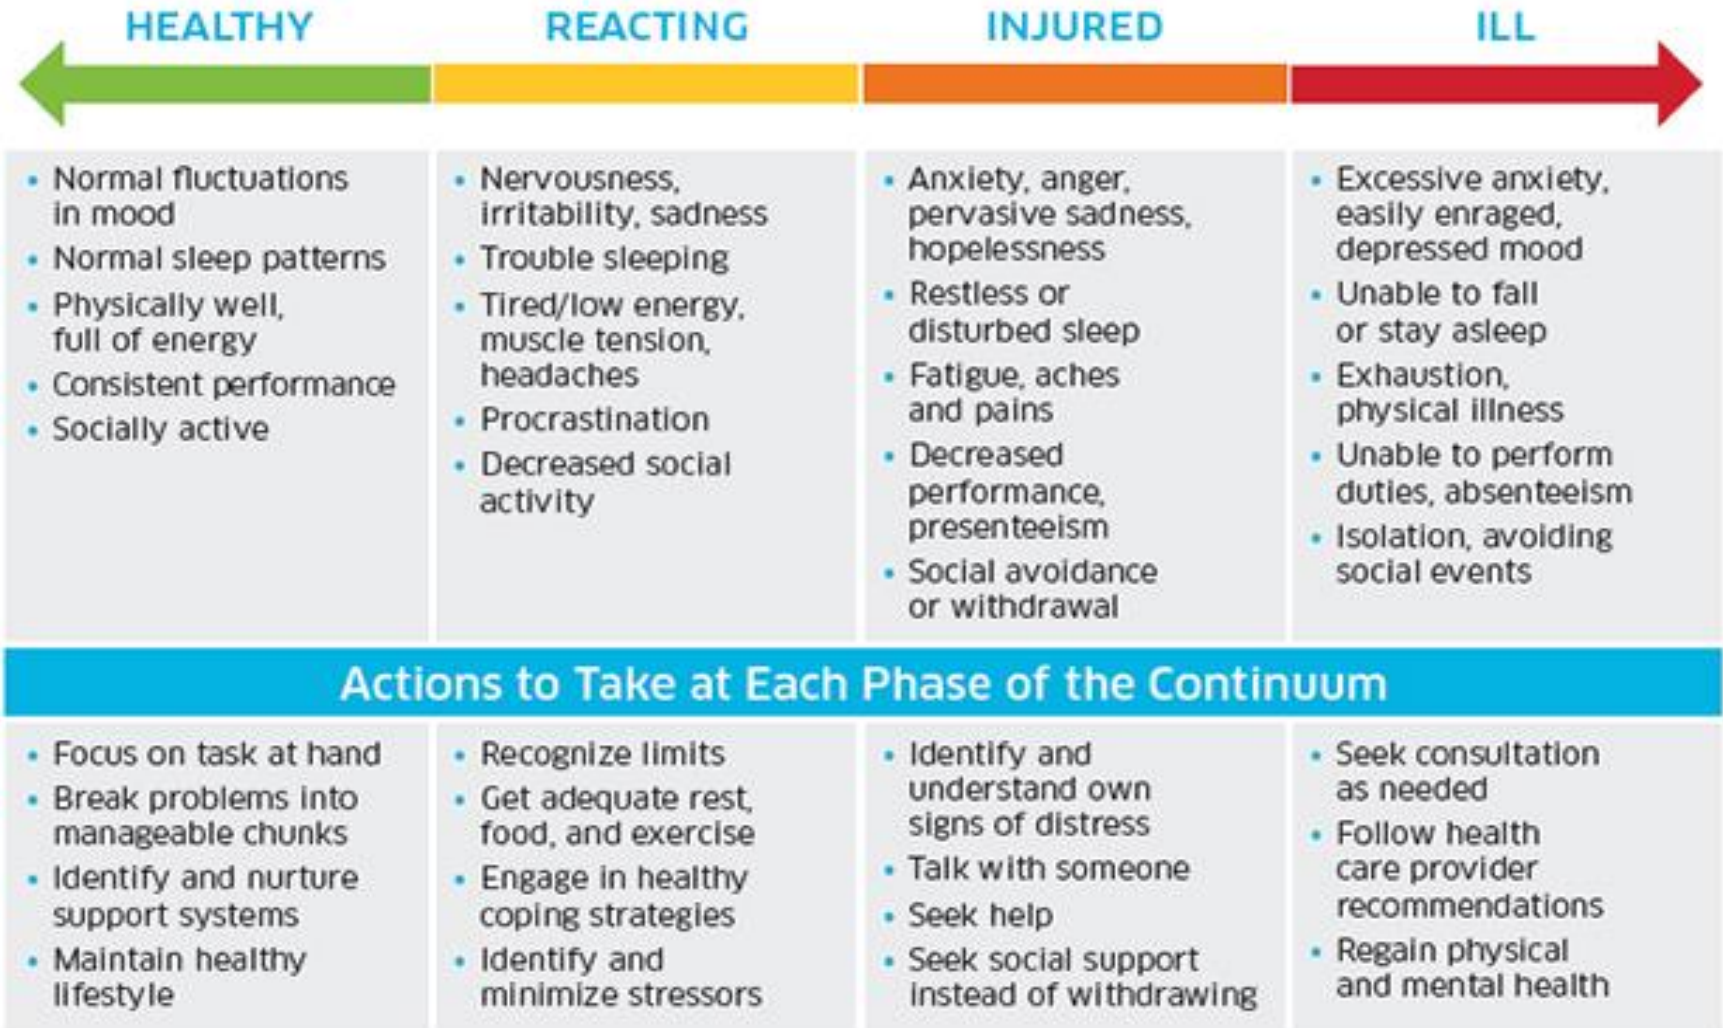 HEALTHY
REACTING
INJURED
ILL
• Normal fluctuations
in mood
• Normal sleep patterns
• Physically well,
full of energy
• Consistent performance
• Socially active
• Nervousness,
irritability, sadness
• Trouble sleeping
• Tired/low energy,
muscle tension,
headaches
• Procrastination
• Decreased social
activity
• Anxiety, anger,
pervasive sadness,
hopelessness
• Restless or
disturbed sleep
• Fatigue, aches
and pains
• Decreased
performance,
presenteeism
• Social avoidance
or withdrawal
• Excessive anxiety,
easily enraged,
depressed mood
• Unable to fall
or stay asleep
• Exhaustion,
physical illness
• Unable to perform
duties, absenteeism
• Isolation, avoiding
social events
Actions to Take at Each Phase of the Continuum
• Focus on task at hand
• Break problems into
manageable chunks
• Identify and nurture
support systems
• Maintain healthy
lifestyle
• Recognize limits
• Get adequate rest,
food, and exercise
• Engage in healthy
coping strategies
• Identify and
minimize stressors
• Identify and
understand own
signs of distress
• Talk with someone
• Seek help
• Seek social support
instead of withdrawing
• Seek consultation
as needed
• Follow health
care provider
recommendations
• Regain physical
and mental health